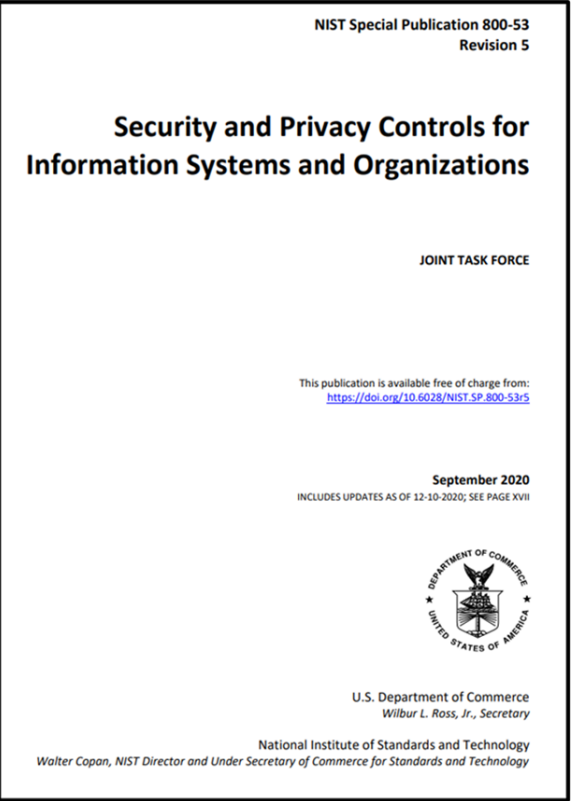 NIST Special Publication 800-53
Revision 5
Security and Privacy Controls for
Information Systems and Organizations
JOINT TASK FORCE
This publication is available free of charge from:
https://doi.org/10.6028/NIST.SP.800-53r5
September 2020
INCLUDES UPDATES AS OF 12-10-2020; SEE PAGE XVII
DEPARTMENT OF COMMERCE
UNITED STATES OF AMERICA
U.S. Department of Commerce
Wilbur L. Ross, Jr., Secretary
National Institute of Standards and Technology
Walter Copan, NIST Director and Under Secretary of Commerce for Standards and Technology